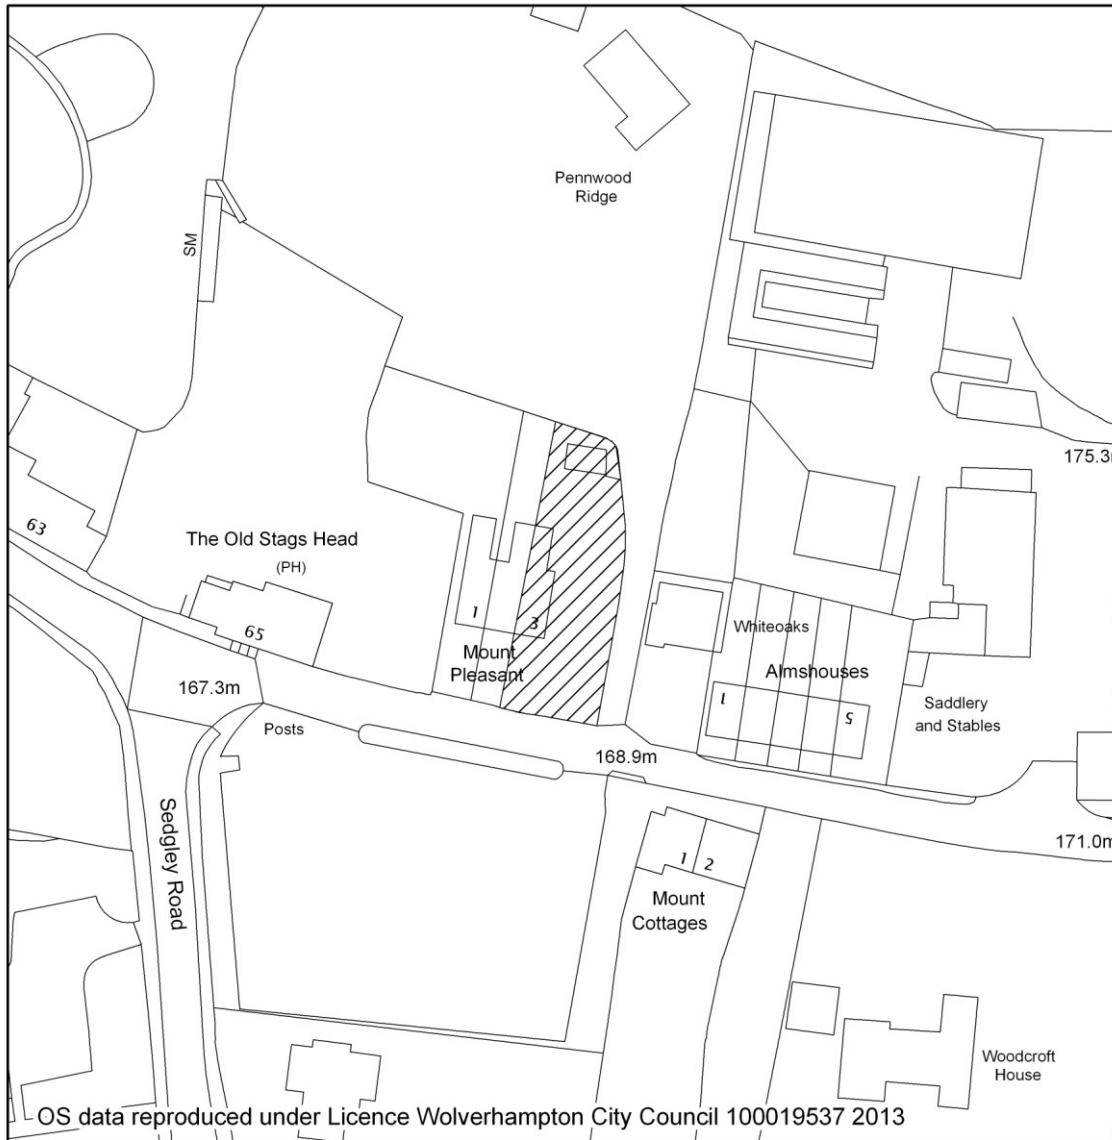 Pennwood
Ridge
SM
175.3m
63
The Old Stags Head
(PH)
65
1
3
Mount
Pleasant
Whiteoaks
Almshouses
1
5
Saddlery
and Stables
167.3m
Posts
168.9m
171.0m
Sedgley Road
1
2
Mount
Cottages
Woodcroft
House
OS data reproduced under Licence Wolverhampton City Council 100019537 2013